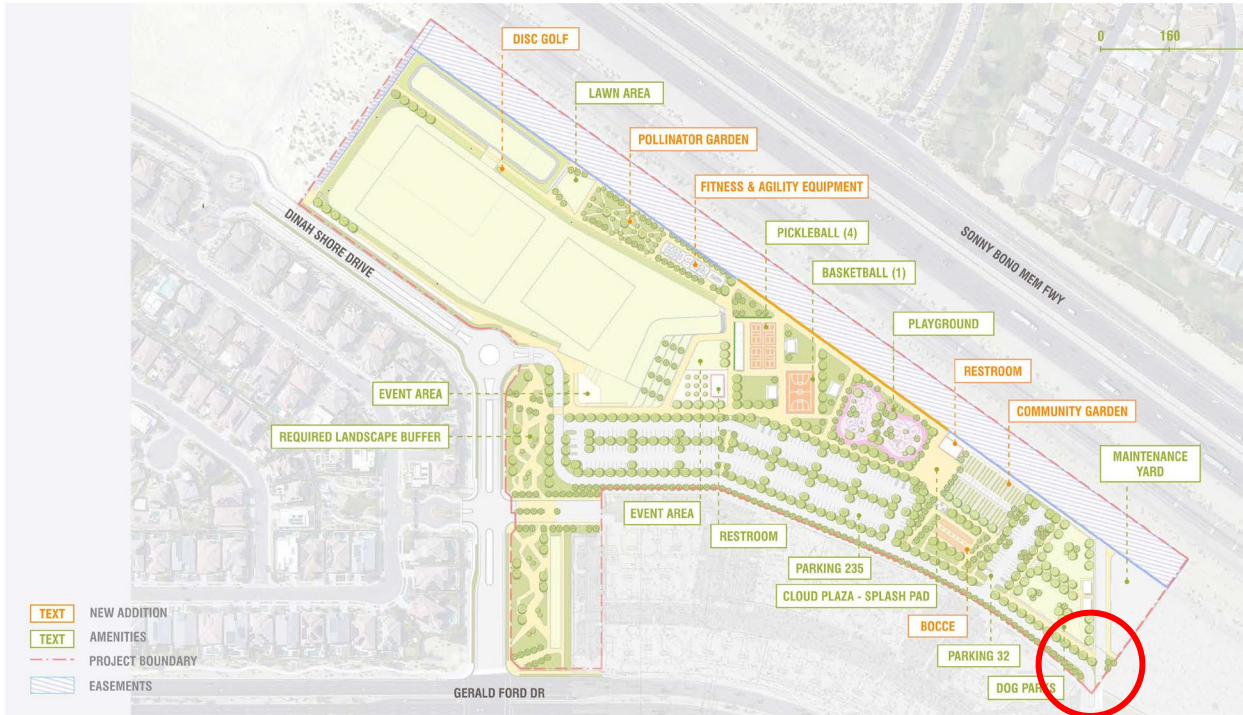 DISC GOLF
0 160
LAWN AREA
POLLINATOR GARDEN
FITNESS & AGILITY EQUIPMENT
PICKLEBALL (4)
SONNY BONO MEM FWY
DINAH SHORE DRIVE
BASKETBALL (1)
PLAYGROUND
RESTROOM
EVENT AREA
COMMUNITY GARDEN
REQUIRED LANDSCAPE BUFFER
MAINTENANCE
YARD
EVENT AREA
RESTROOM
PARKING 235
CLOUD PLAZA - SPLASH PAD
BOCCE
PARKING 32
DOG PARKS
TEXT NEW ADDITION
TEXT AMENITIES
PROJECT BOUNDARY
EASEMENTS
GERALD FORD DR